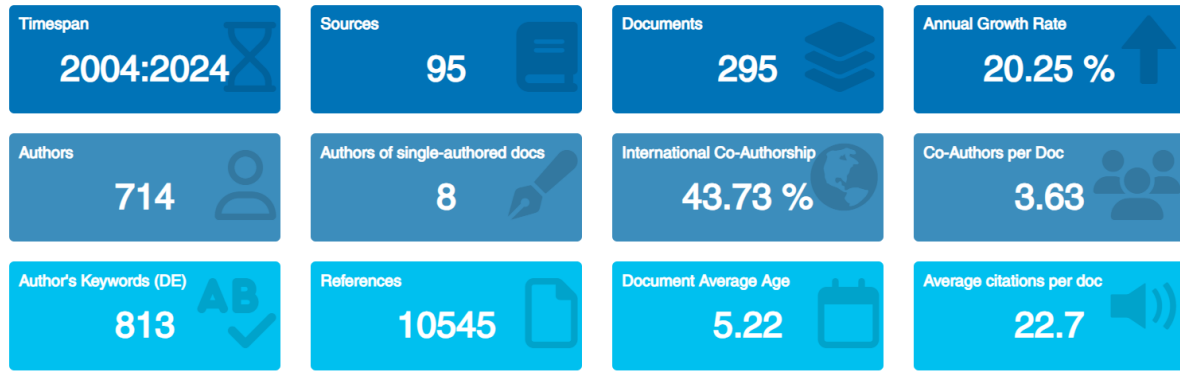 Timespan
2004:2024
Sources
95
Documents
295
Annual Growth Rate
20.25 %
Authors
714
Authors of single-authored docs
8
International Co-Authorship
43.73 %
Co-Authors per Doc
3.63
Author's Keywords (DE)
813
AB
References
10545
Document Average Age
5.22
Average citations per doc
22.7